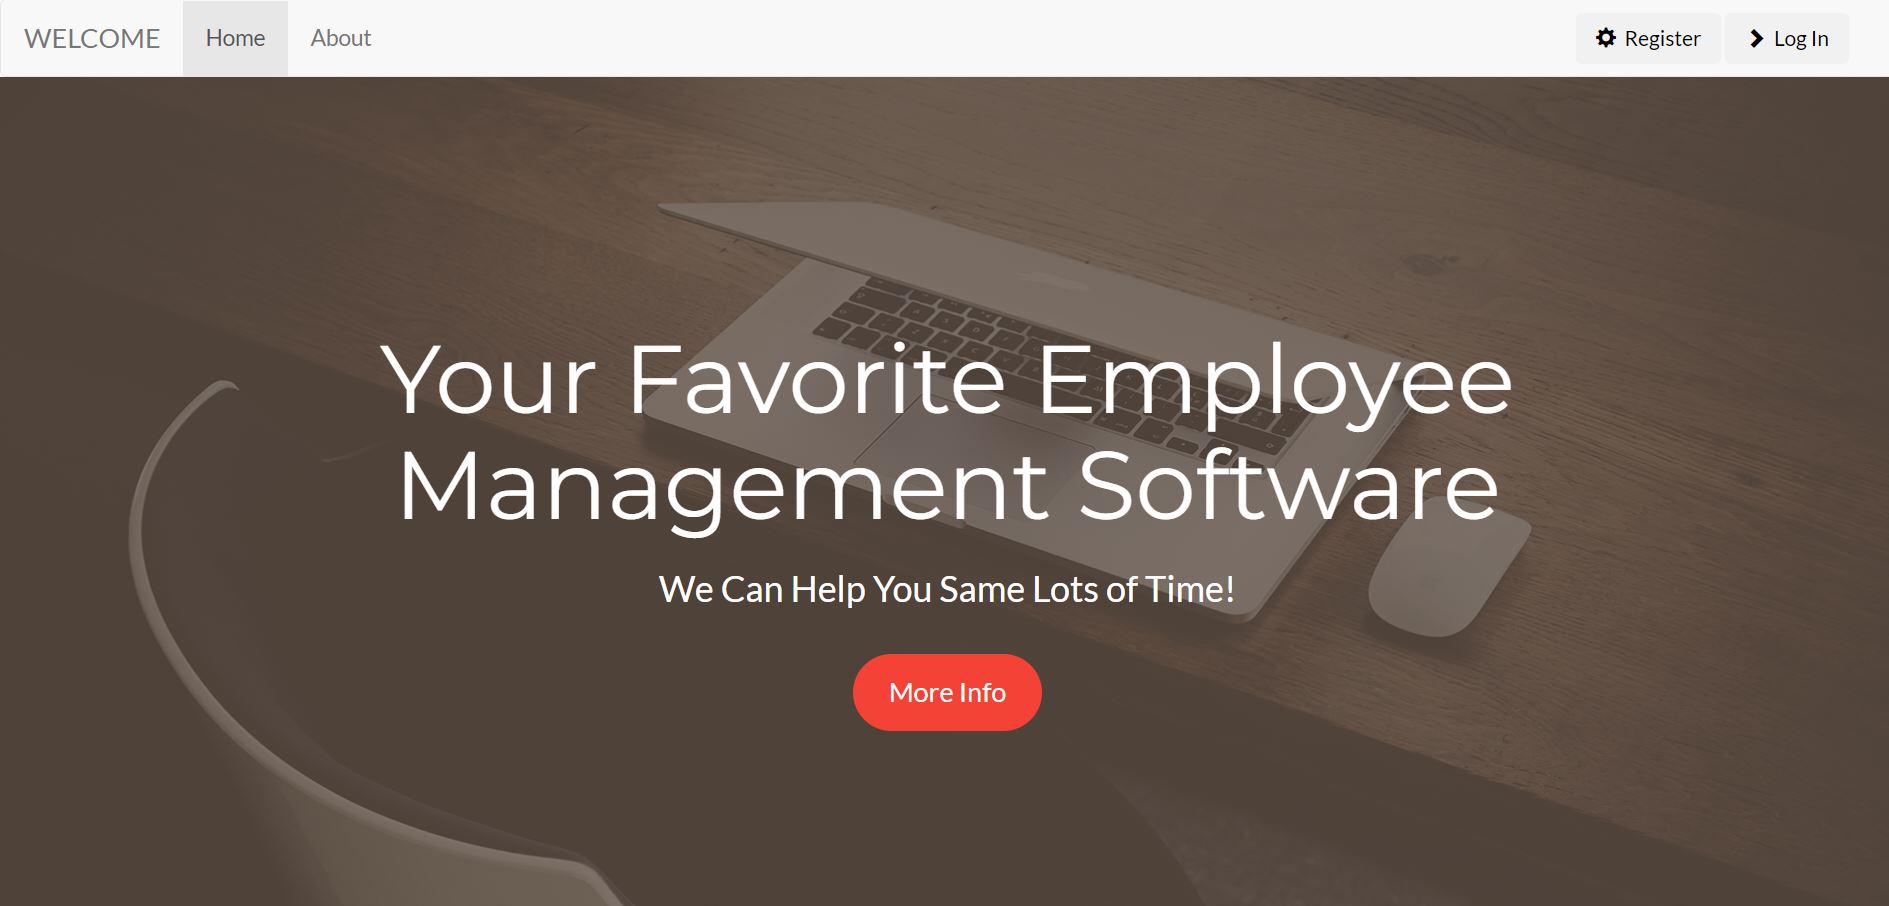 WELCOME Home About Register Log In
Your Favorite Employee
Management Software
We Can Help You Same Lots of Time!
More Info